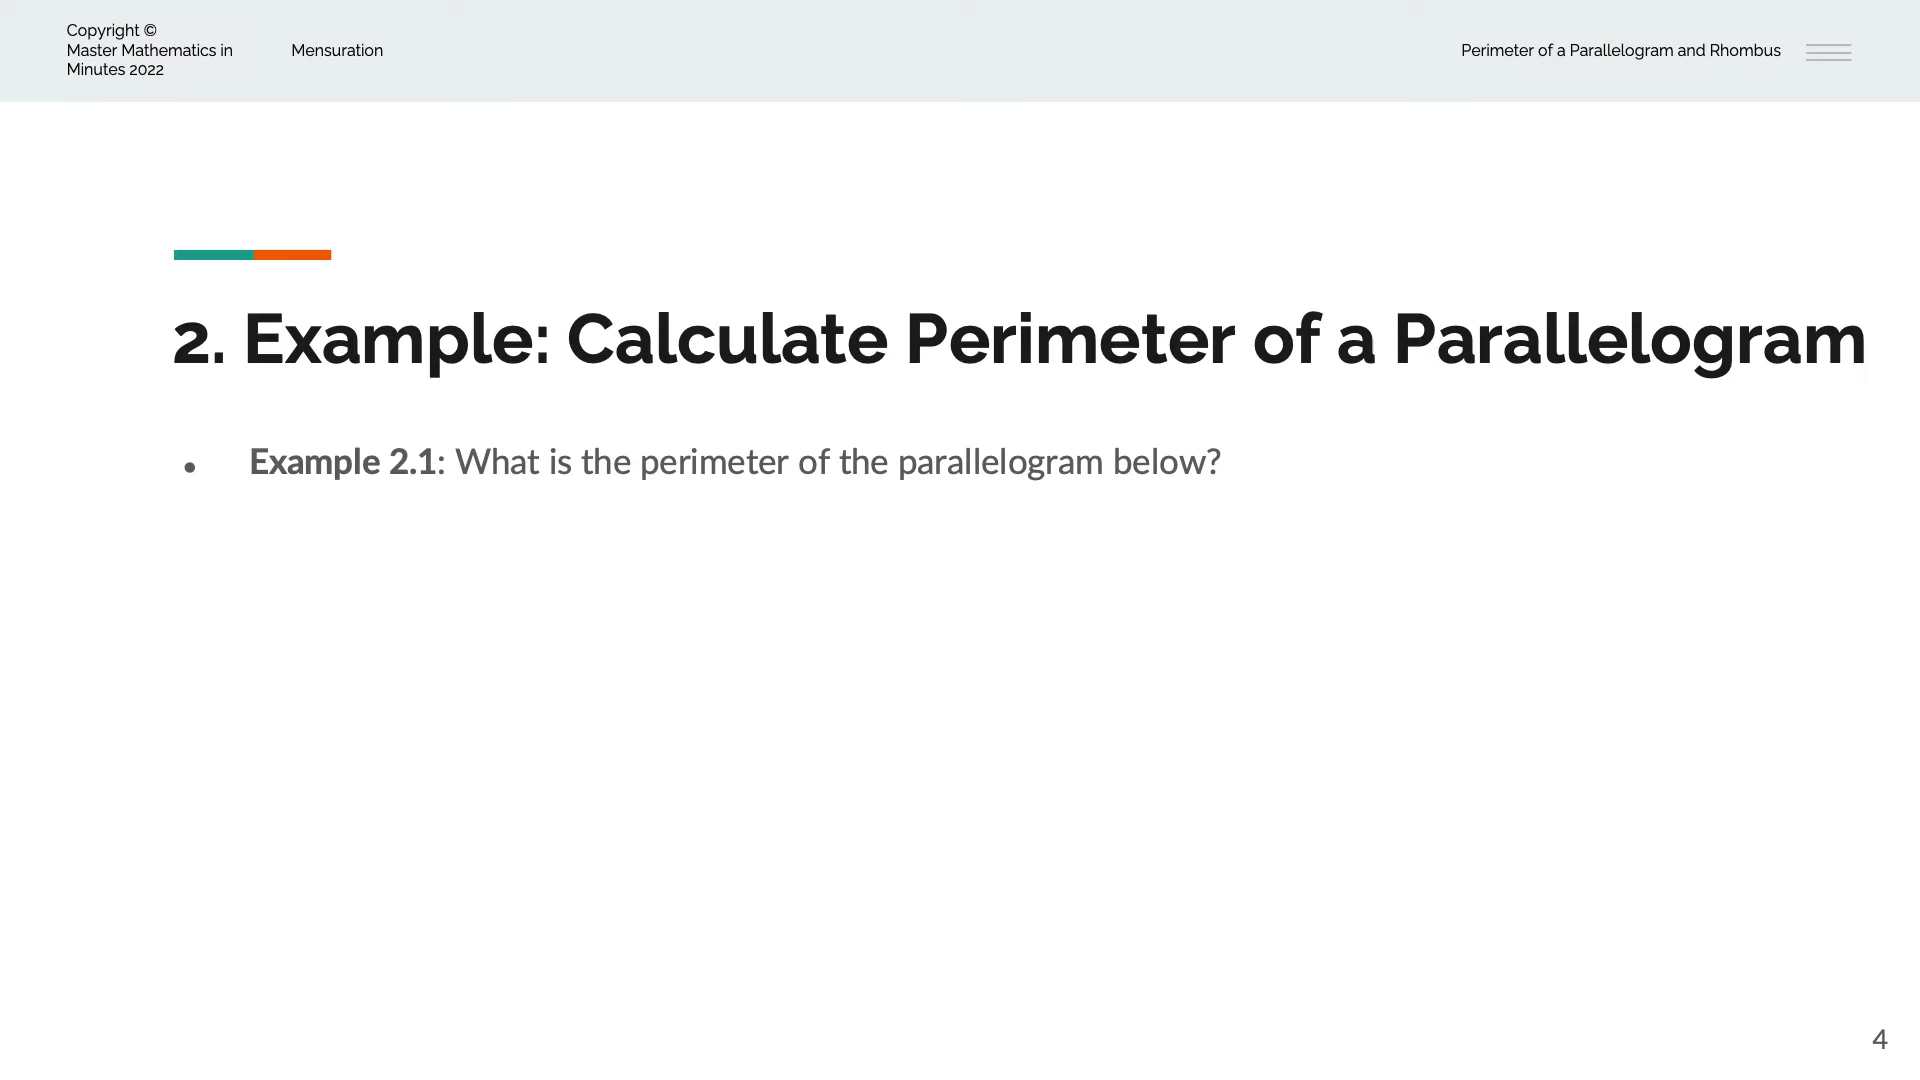 Copyright ©
Master Mathematics in
Minutes 2022
Mensuration
Perimeter of a Parallelogram and Rhombus
2. Example: Calculate Perimeter of a Parallelogram
● Example 2.1: What is the perimeter of the parallelogram below?
4